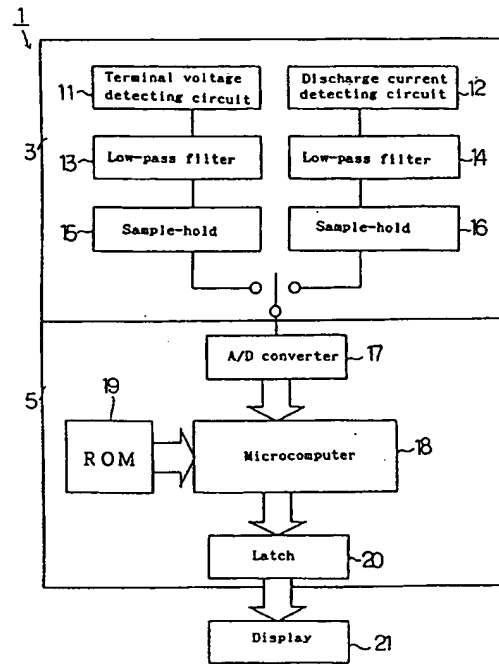 1
Terminal voltage
detecting circuit
11
Discharge current
detecting circuit
12
3
Low-pass filter
13
Low-pass filter
14
Sample-hold
15
Sample-hold
16
A/D converter
17
5
19
ROM
Microcomputer
18
Latch
20
Display
21